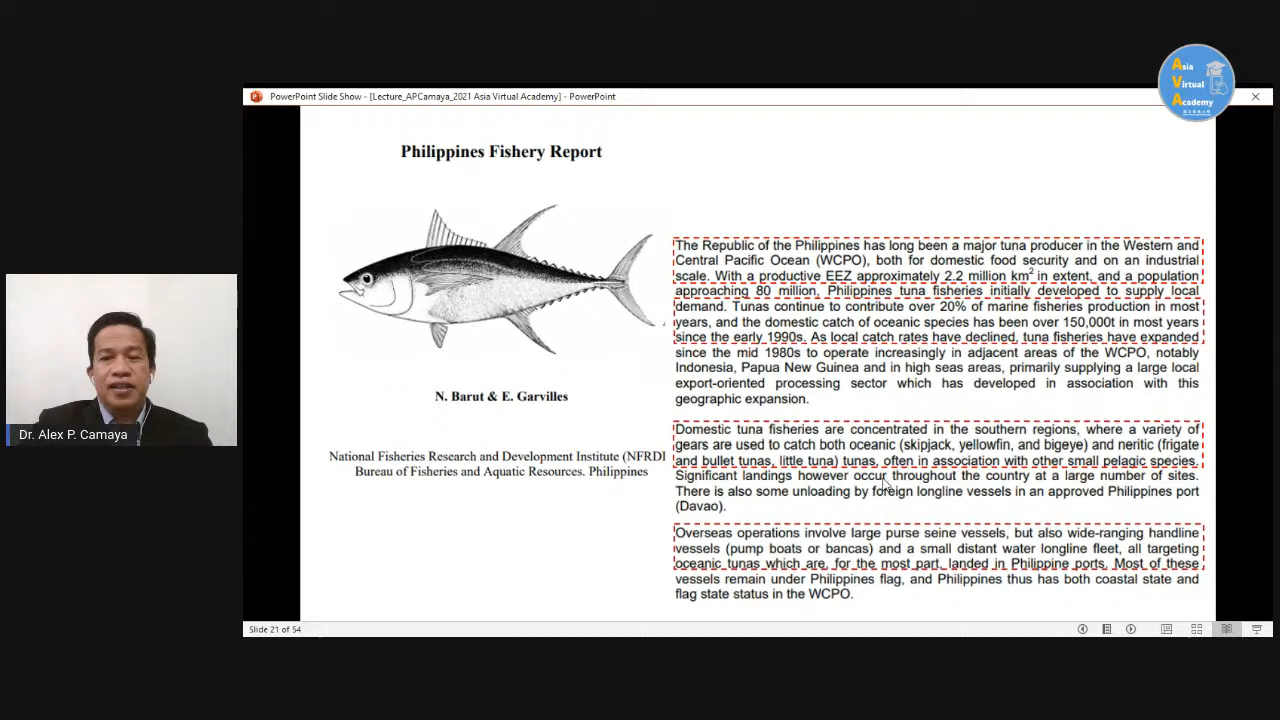 Asia
Virtual
Academy
PowerPoint Slide Show - [Lecture_APCamaya_2021 Asia Virtual Academy] - PowerPoint
Philippines Fishery Report
N. Barut & E. Garvilles
National Fisheries Research and Development Institute (NFRDI
Bureau of Fisheries and Aquatic Resources. Philippines
The Republic of the Philippines has long been a major tuna producer in the Western and
Central Pacific Ocean (WCPO), both for domestic food security and on an industrial
scale. With a productive EEZ approximately 2.2 million km2 in extent, and a population
approaching 80 million, Philippines tuna fisheries initially developed to supply local
demand. Tunas continue to contribute over 20% of marine fisheries production in most
years, and the domestic catch of oceanic species has been over 150,000t in most years
since the early 1990s. As local catch rates have declined, tuna fisheries have expanded
since the mid 1980s to operate increasingly in adjacent areas of the WCPO, notably
Indonesia, Papua New Guinea and in high seas areas, primarily supplying a large local
export-oriented processing sector which has developed in association with this
geographic expansion.
Domestic tuna fisheries are concentrated in the southern regions, where a variety of
gears are used to catch both oceanic (skipjack, yellowfin, and bigeye) and neritic (frigate
and bullet tunas, little tuna) tunas, often in association with other small pelagic species.
Significant landings however occur throughout the country at a large number of sites.
There is also some unloading by foreign longline vessels in an approved Philippines port
(Davao).
Overseas operations involve large purse seine vessels, but also wide-ranging handline
vessels (pump boats or bancas) and a small distant water longline fleet, all targeting
oceanic tunas which are, for the most part, landed in Philippine ports. Most of these
vessels remain under Philippines flag, and Philippines thus has both coastal state and
flag state status in the WCPO.
Dr. Alex P. Camaya
Slide 21 of 54